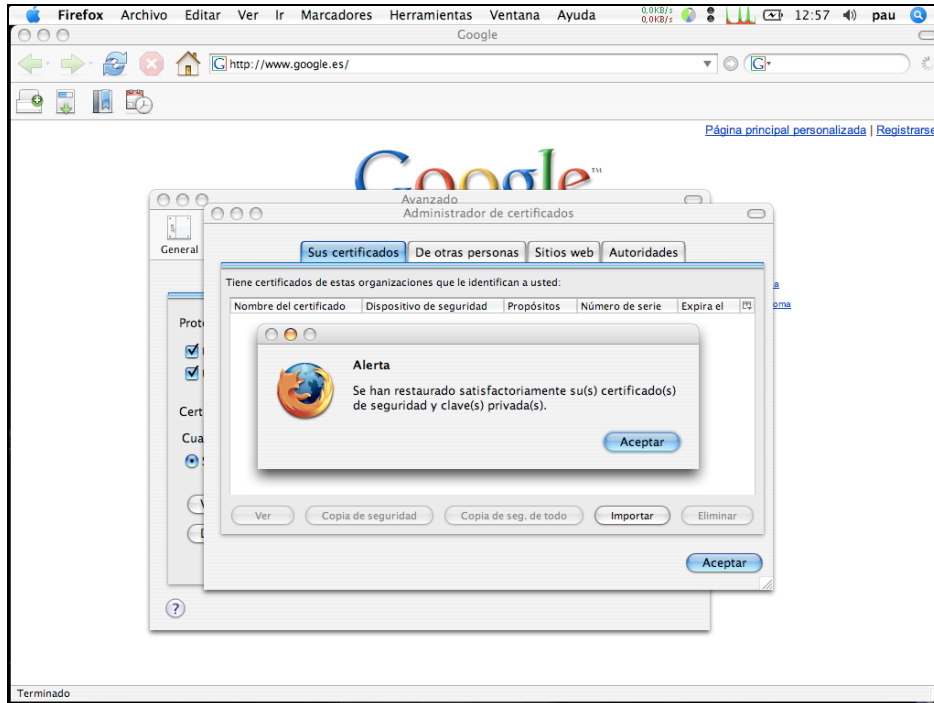 Firefox Archivo Editar Ver Ir Marcadores Herramientas Ventana Ayuda 0,0KB/s 0,0KB/s 12:57 pau
Google
http://www.google.es/
Página principal personalizada | Registrarse
Google™
Avanzado
Administrador de certificados
General
Sus certificados De otras personas Sitios web Autoridades
Tiene certificados de estas organizaciones que le identifican a usted:
Nombre del certificado Dispositivo de seguridad Propósitos Número de serie Expira el
Prot
Alerta
Se han restaurado satisfactoriamente su(s) certificado(s)
de seguridad y clave(s) privada(s).
Cert
Cua
Aceptar
Ver Copia de seguridad Copia de seg. de todo Importar Eliminar
Aceptar
?
Terminado